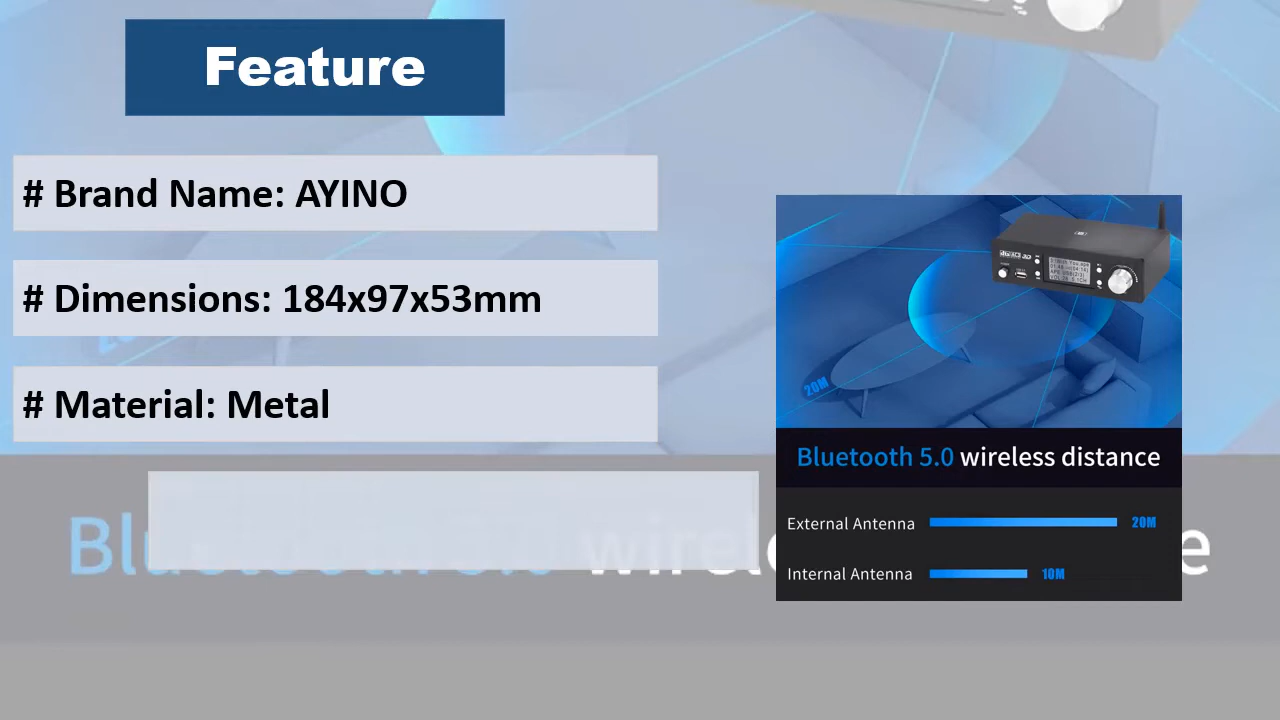 Feature
# Brand Name: AYINO
# Dimensions: 184x97x53mm
# Material: Metal
20M
Bluetooth 5.0 wireless distance
External Antenna 20M
Internal Antenna 10M